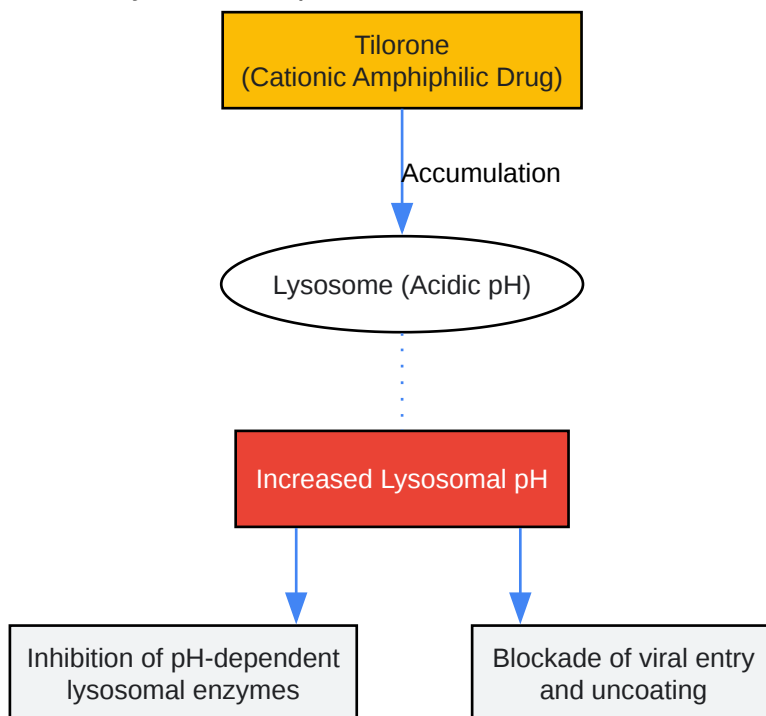 Tilorone
(Cationic Amphiphilic Drug)
Accumulation
Lysosome (Acidic pH)
Increased Lysosomal pH
Inhibition of pH-dependent
lysosomal enzymes
Blockade of viral entry
and uncoating